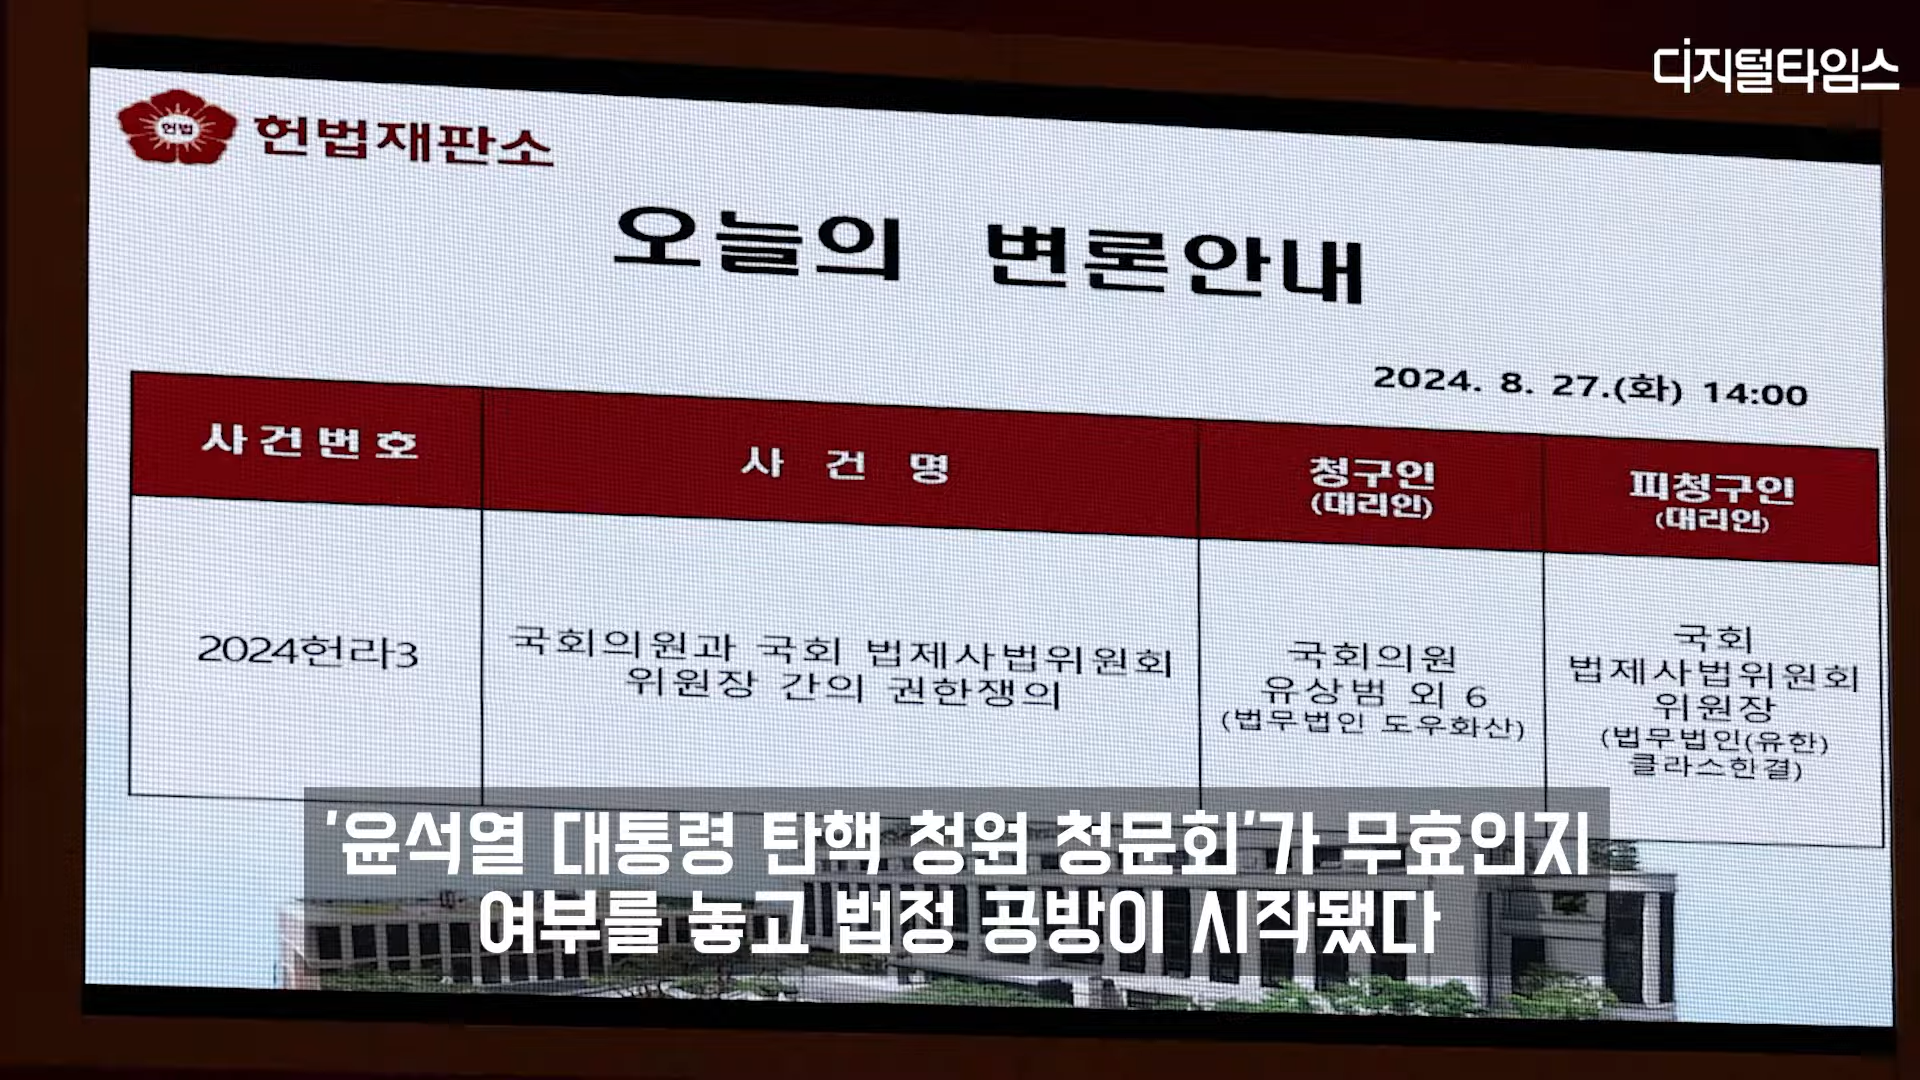 디지털타임스
헌법
헌법재판소
오늘의 변론안내
2024. 8. 27.(화) 14:00
사건번호
사 건 명
청구인
(대리인)
피청구인
(대리인)
2024헌라3
국회의원과 국회 법제사법위원회
위원장 간의 권한쟁의
국회의원
유상범 외 6
(법무법인 도우화산)
국회
법제사법위원회
위원장
(법무법인(유한)
클라스한결)
'윤석열 대통령 탄핵 청원 청문회'가 무효인지
여부를 놓고 법정 공방이 시작됐다